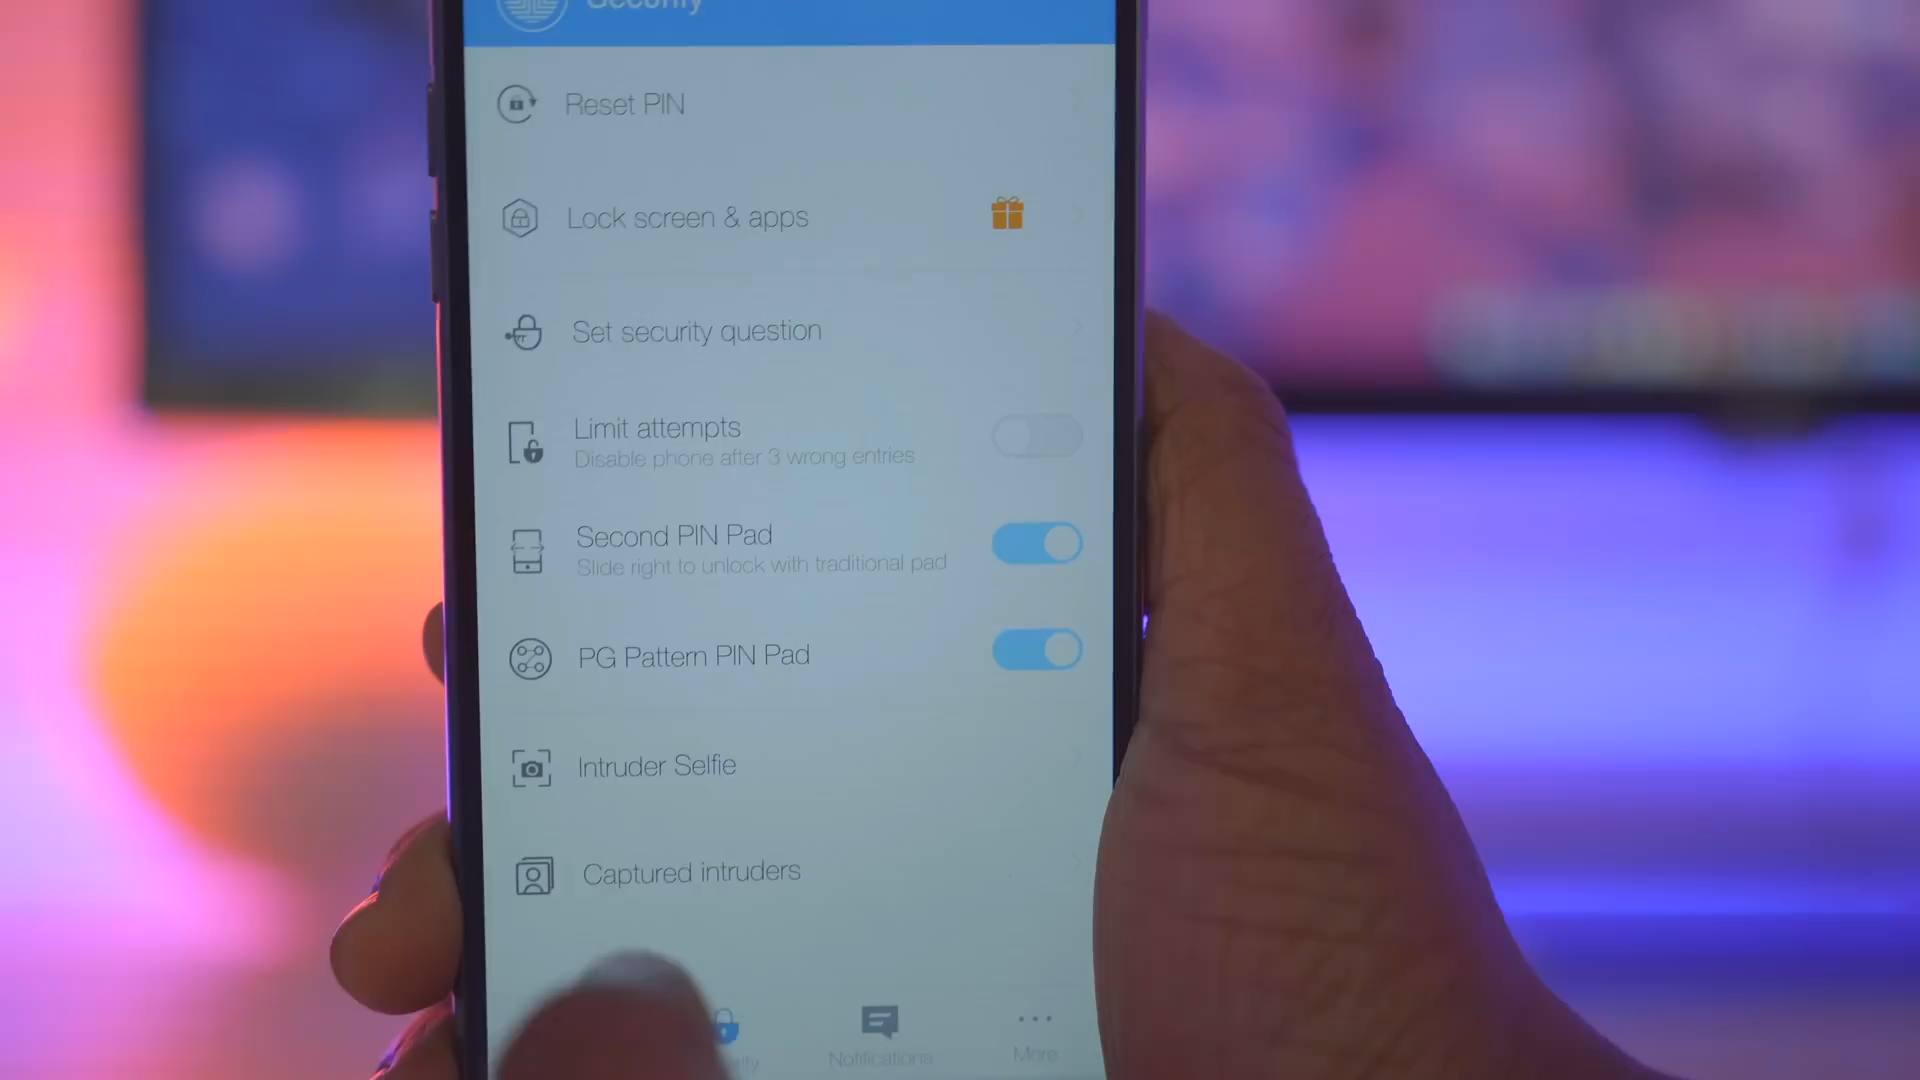 Security
Reset PIN
Lock screen & apps
Set security question
Limit attempts
Disable phone after 3 wrong entries
Second PIN Pad
Slide right to unlock with traditional pad
PG Pattern PIN Pad
Intruder Selfie
Captured intruders
Notifications
More